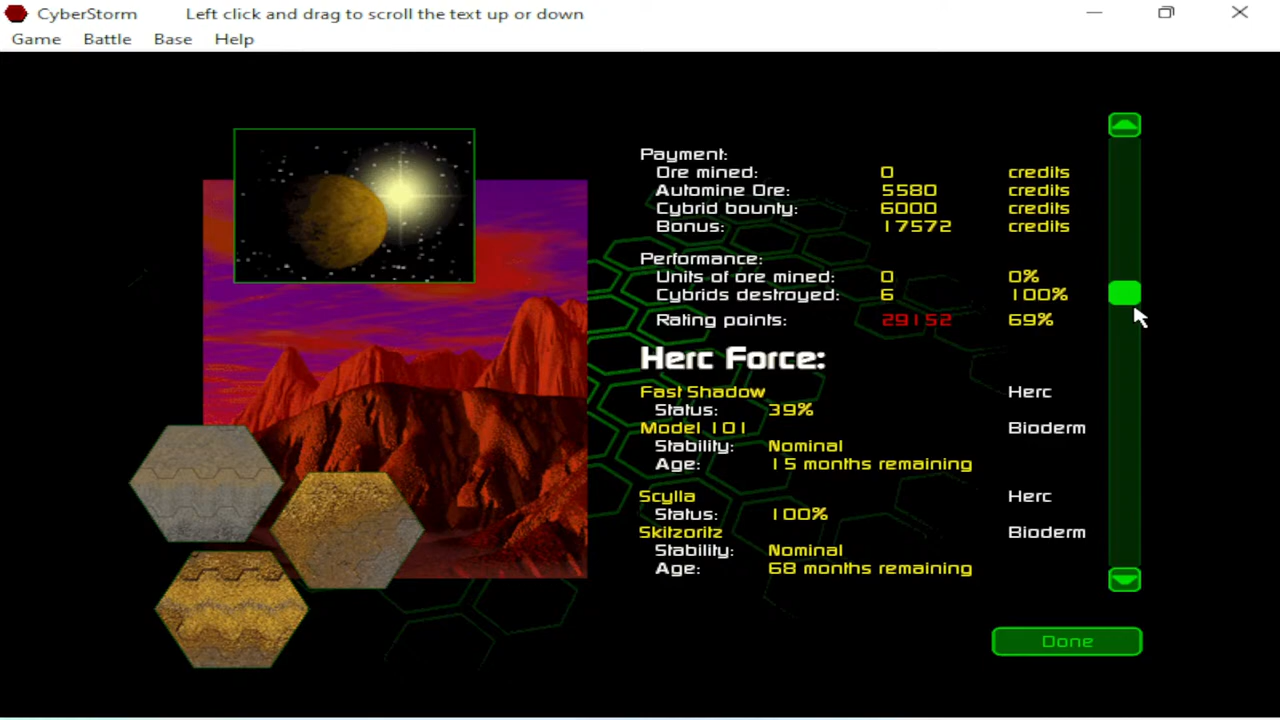 CyberStorm Left click and drag to scroll the text up or down
Game Battle Base Help
Payment:
Ore mined: 0 credits
Automine Ore: 5580 credits
Cybrid bounty: 6000 credits
Bonus: 17572 credits
Performance:
Units of ore mined: 0 0%
Cybrids destroyed: 6 100%
Rating points: 29152 69%
Herc Force:
Fast Shadow Herc
Status: 39%
Model 101 Bioderm
Stability: Nominal
Age: 15 months remaining
Scylla Herc
Status: 100%
Skitzoritz Bioderm
Stability: Nominal
Age: 68 months remaining
Done